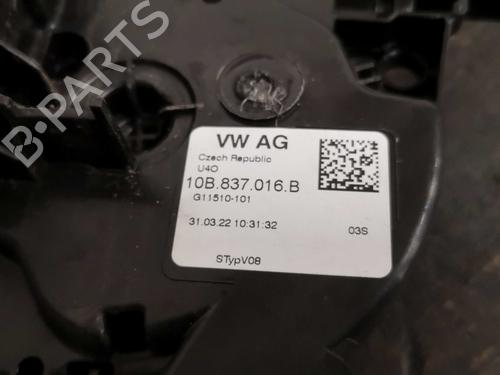 B-PARTS
VW AG
Czech Republic
U4O
10B.837.016.B
G11510-101
31.03.22 10:31:32
03S
STypV08